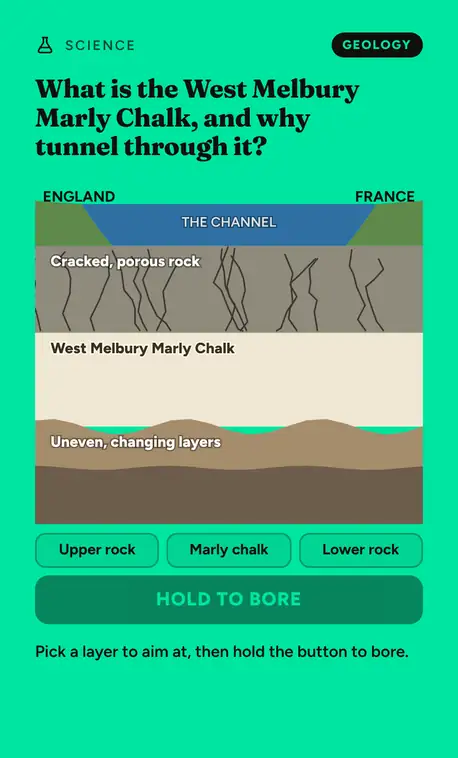 SCIENCE
GEOLOGY
What is the West Melbury
Marly Chalk, and why
tunnel through it?
ENGLAND
FRANCE
THE CHANNEL
Cracked, porous rock
West Melbury Marly Chalk
Uneven, changing layers
Upper rock
Marly chalk
Lower rock
HOLD TO BORE
Pick a layer to aim at, then hold the button to bore.